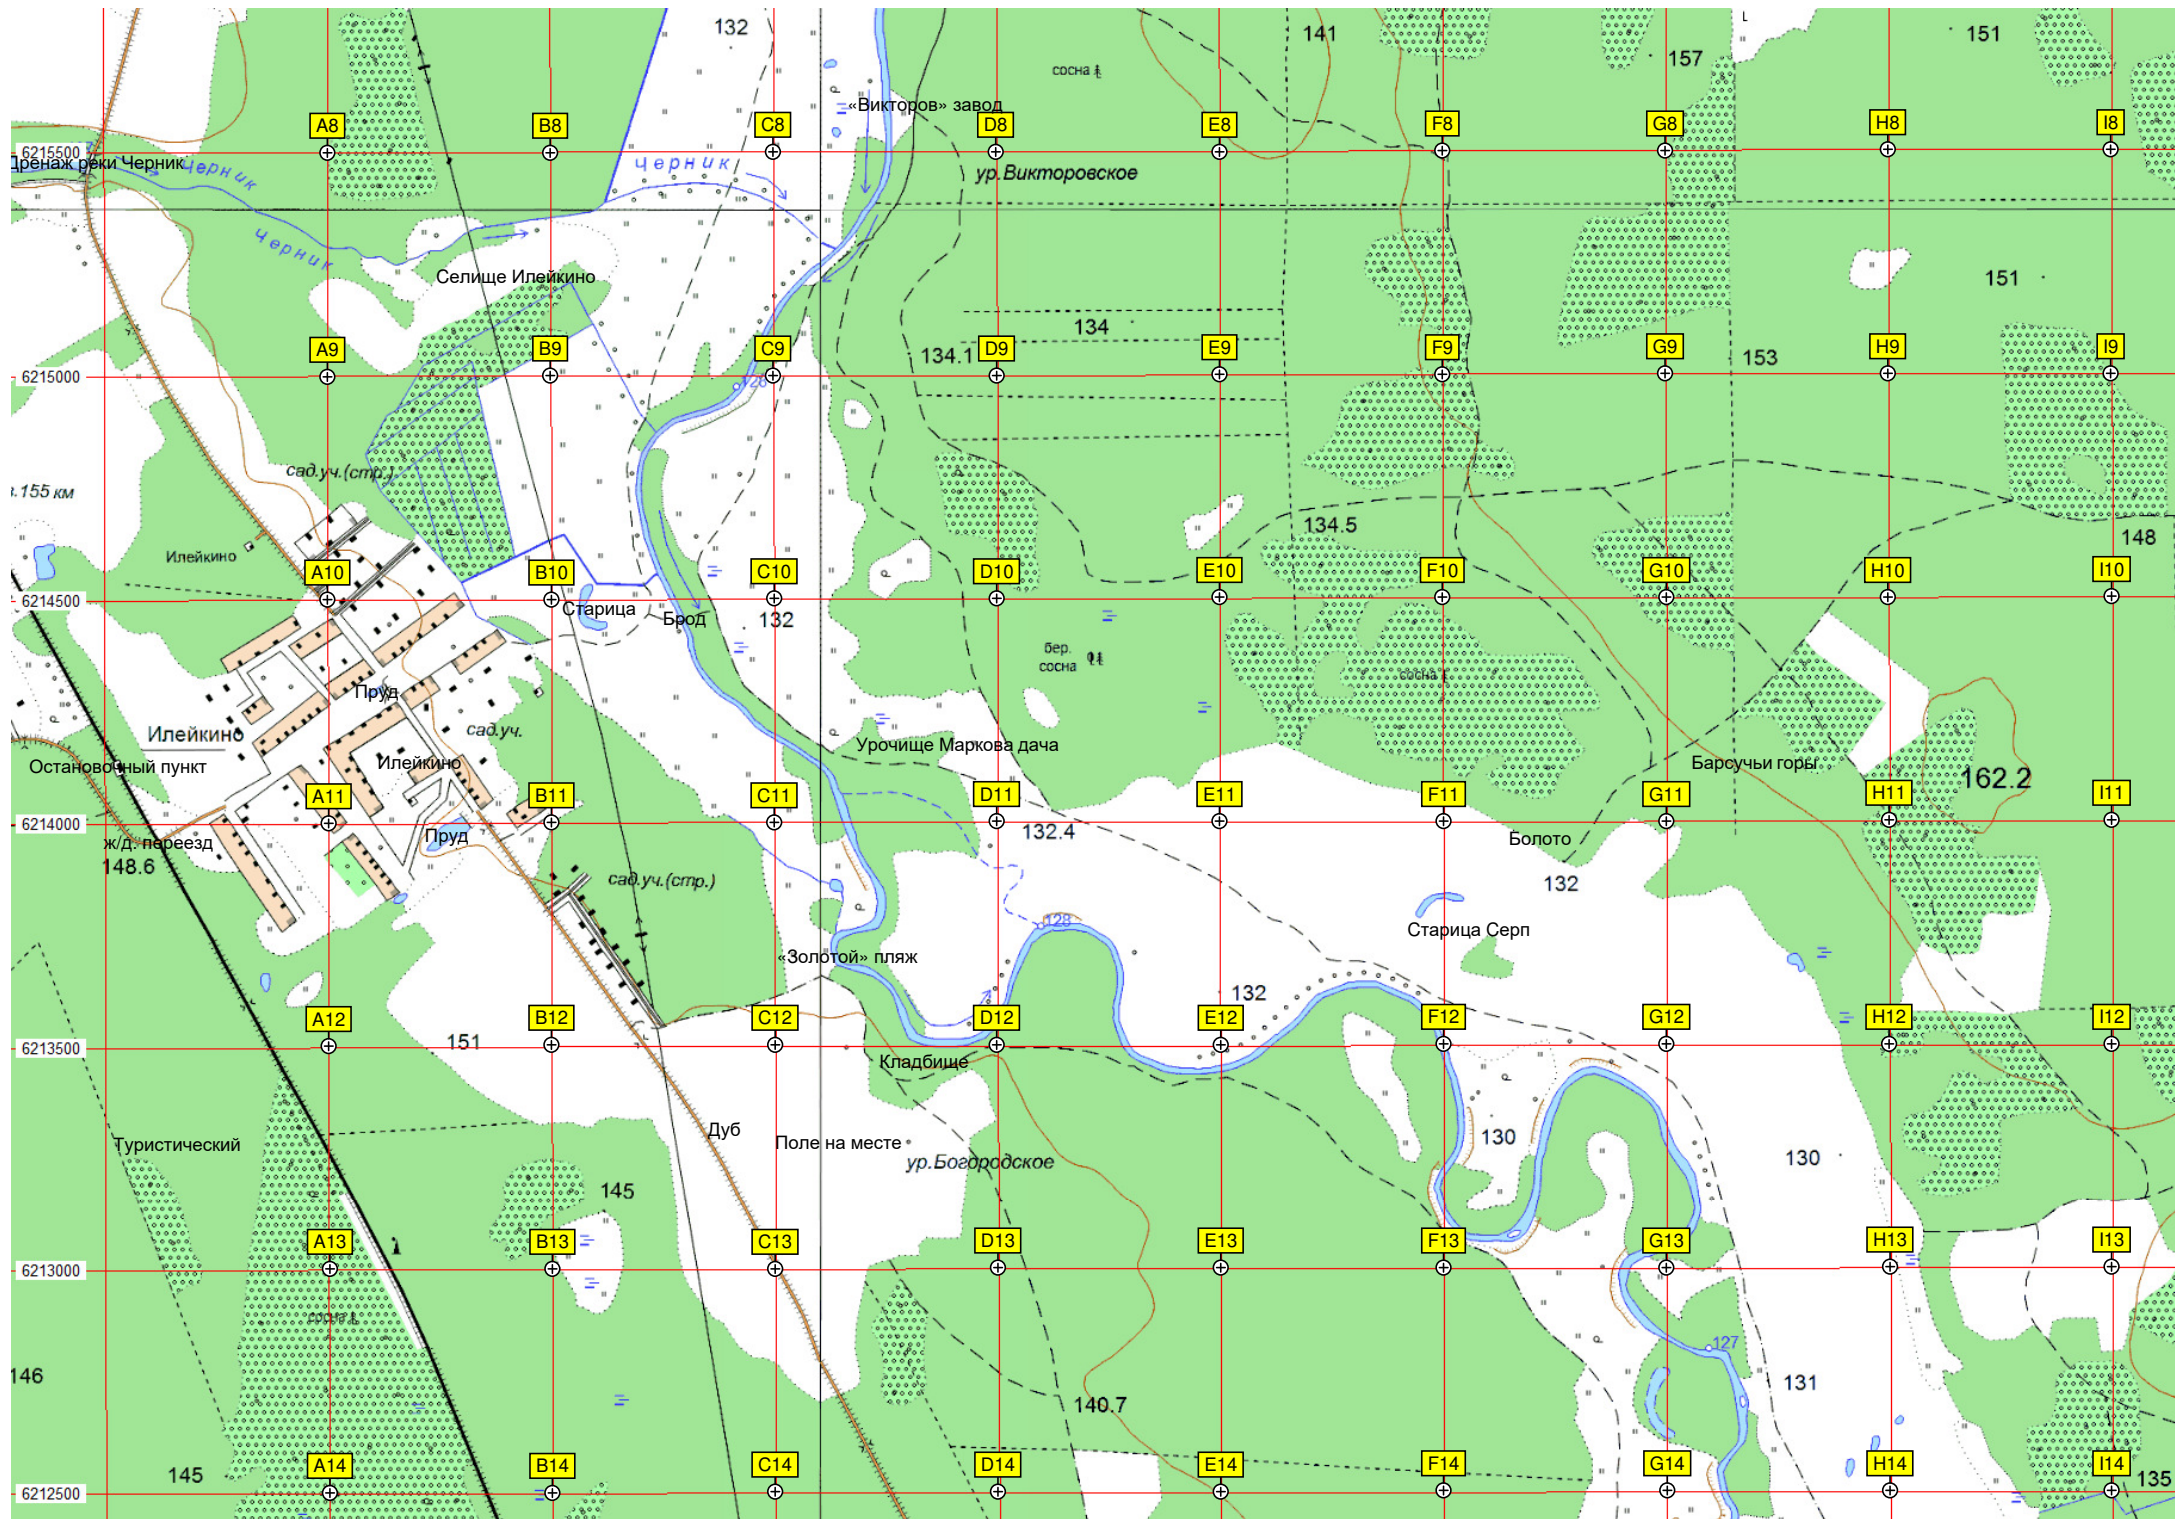 132
141
157
151
сосна
«Викторов» завод
A8
B8
C8
D8
E8
F8
G8
H8
I8
6215500
Дренаж реки Черник
Черник
Черник
ур.Викторовское
Черник
Селище Илейкино
151
134
134.1
153
A9
B9
C9
D9
E9
F9
G9
H9
I9
6215000
128
сад.уч.(стр.)
155 км
134.5
148
Илейкино
A10
B10
C10
D10
E10
F10
G10
H10
I10
6214500
Старица
Брод
132
бер.
сосна
сосна
Пруд
Илейкино
сад.уч.
Урочище Маркова дача
Остановочный пункт
Илейкино
Барсучьи горы
162.2
A11
B11
C11
D11
E11
F11
G11
H11
I11
6214000
132.4
Пруд
ж/д. переезд
Болото
148.6
сад.уч.(стр.)
132
128
Старица Серп
«Золотой» пляж
132
A12
B12
C12
D12
E12
F12
G12
H12
I12
151
6213500
Кладбище
Дуб
130
Туристический
Поле на месте
ур.Богородское
130
145
A13
B13
C13
D13
E13
F13
G13
H13
I13
6213000
сосна
127
146
131
140.7
145
A14
B14
C14
D14
E14
F14
G14
H14
I14
135
6212500